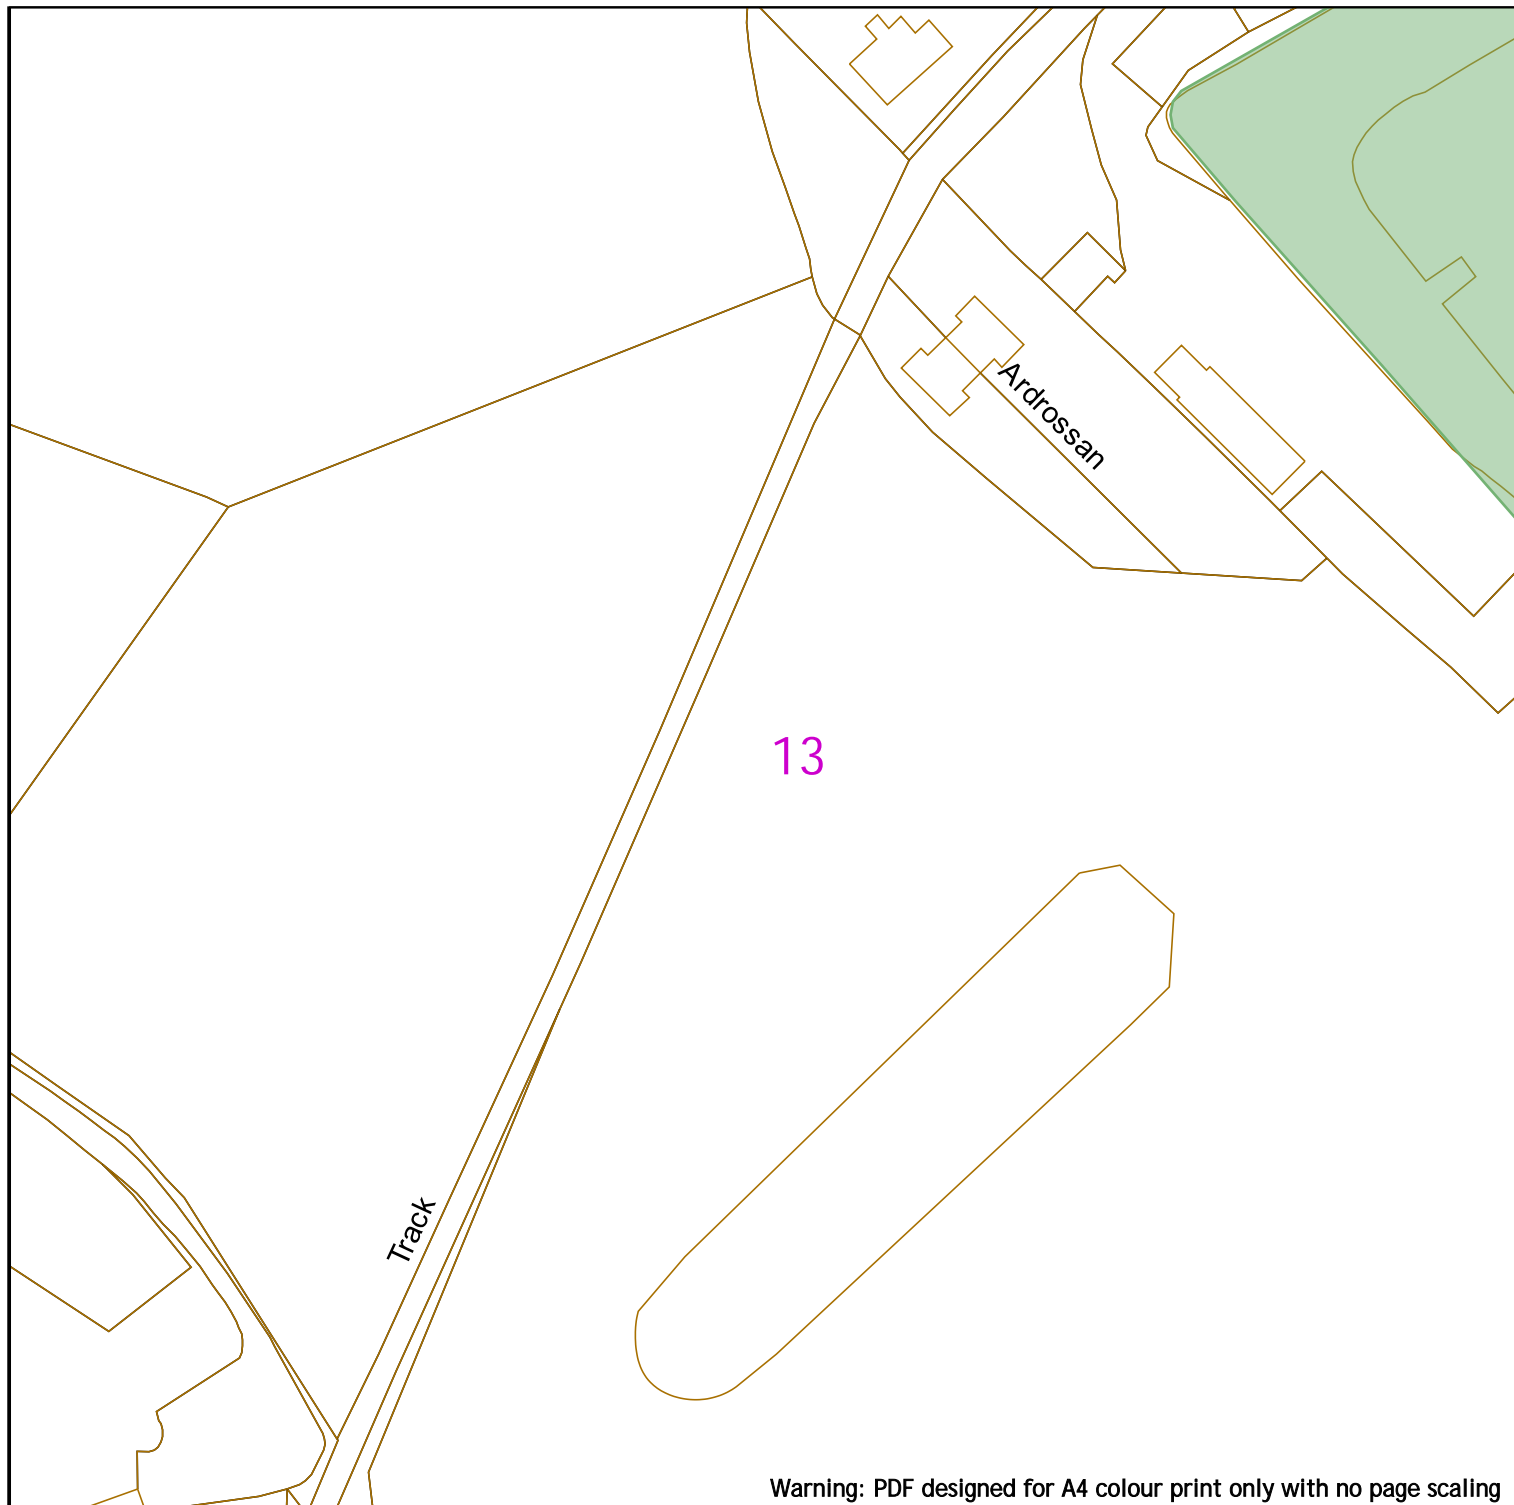 Ardrossan
13
Track
Warning: PDF designed for A4 colour print only with no page scaling